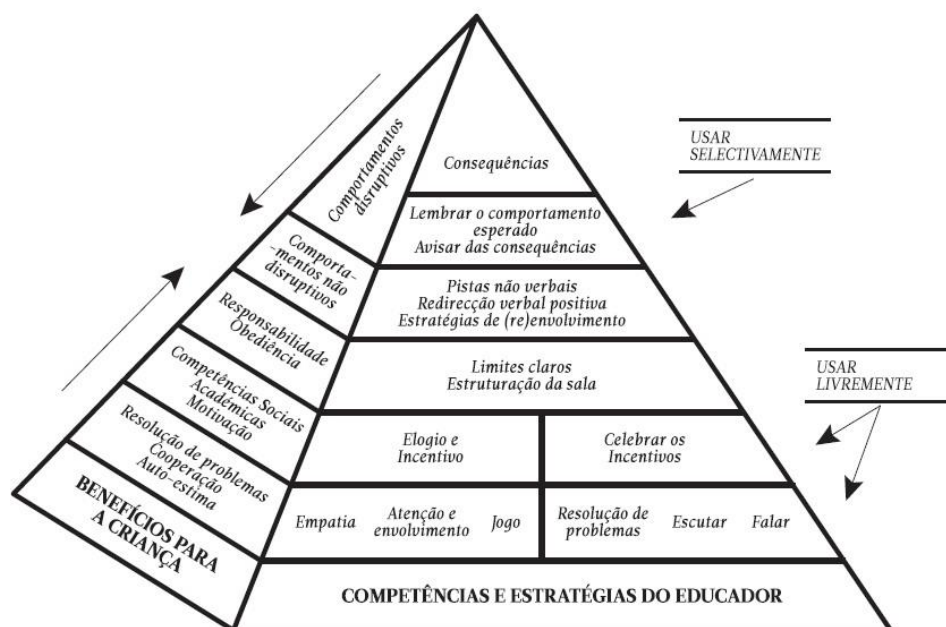 Comportamentos
disruptivos
Comporta-
-mentos não
disruptivos
Responsabilidade
Obediência
Competências Sociais
Académicas
Motivação
Resolução de problemas
Cooperação
Auto-estima
BENEFÍCIOS PARA
A CRIANÇA
Consequências
Lembrar o comportamento
esperado
Avisar das consequências
Pistas não verbais
Redirecção verbal positiva
Estratégias de (re)envolvimento
Limites claros
Estruturação da sala
Elogio e
Incentivo
Celebrar os
Incentivos
Empatia
Atenção e
envolvimento
Jogo
Resolução de
problemas
Escutar
Falar
COMPETÊNCIAS E ESTRATÉGIAS DO EDUCADOR
USAR
SELECTIVAMENTE
USAR
LIVREMENTE